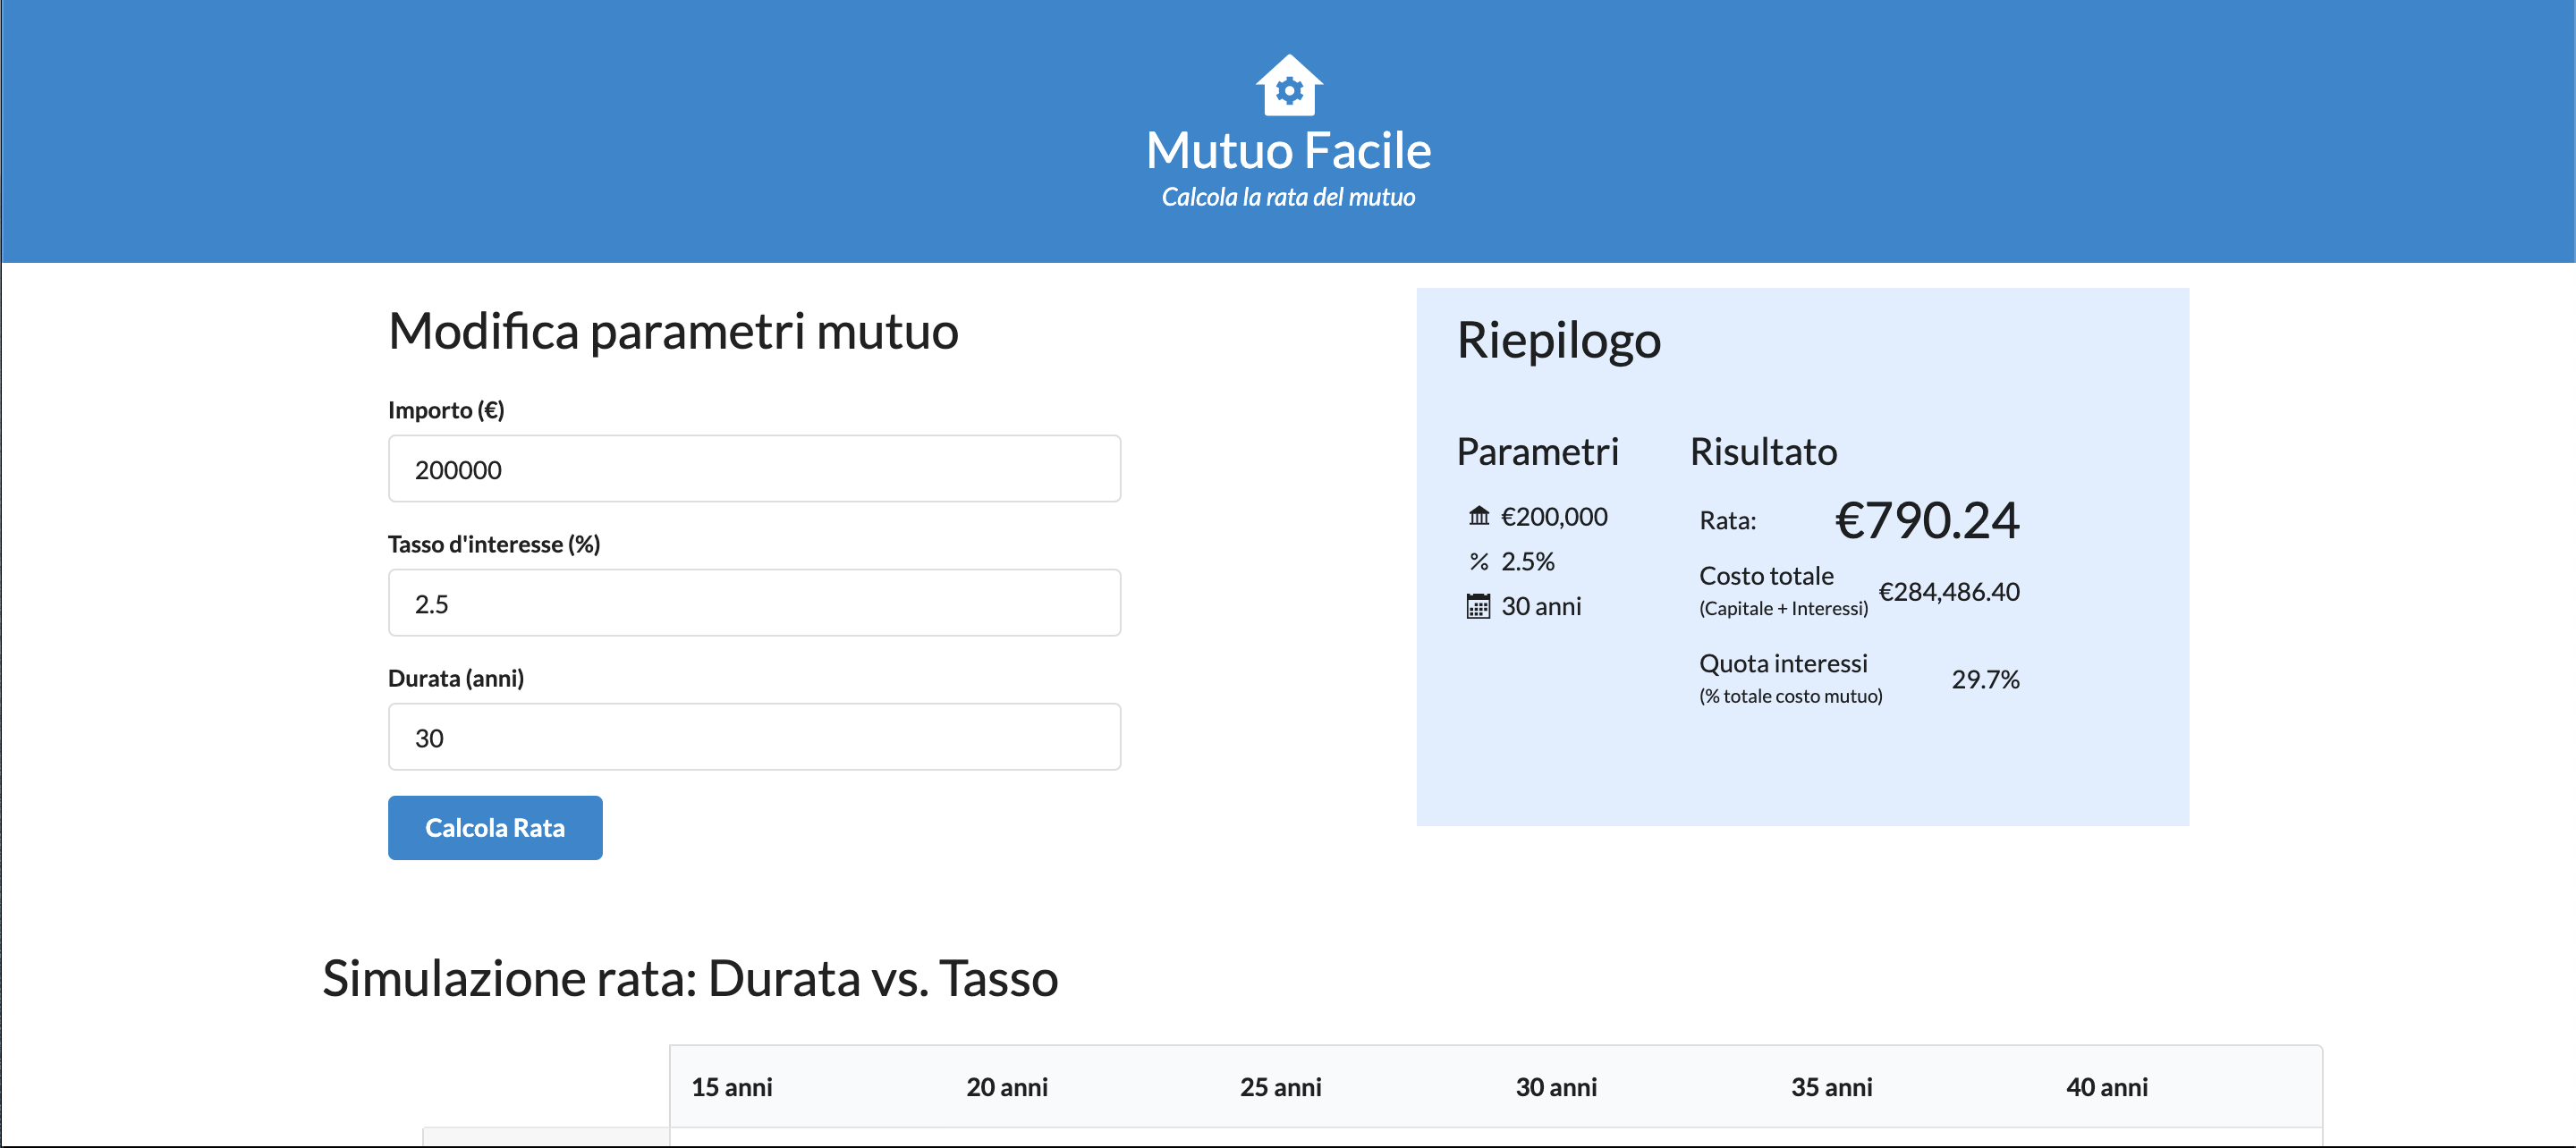 Mutuo Facile
Calcola la rata del mutuo
Modifica parametri mutuo
Importo (€)
200000
Tasso d'interesse (%)
2.5
Durata (anni)
30
Calcola Rata
Riepilogo
Parametri
€200,000
% 2.5%
30 anni
Risultato
Rata: €790.24
Costo totale
(Capitale + Interessi) €284,486.40
Quota interessi
(% totale costo mutuo) 29.7%
Simulazione rata: Durata vs. Tasso
15 anni 20 anni 25 anni 30 anni 35 anni 40 anni